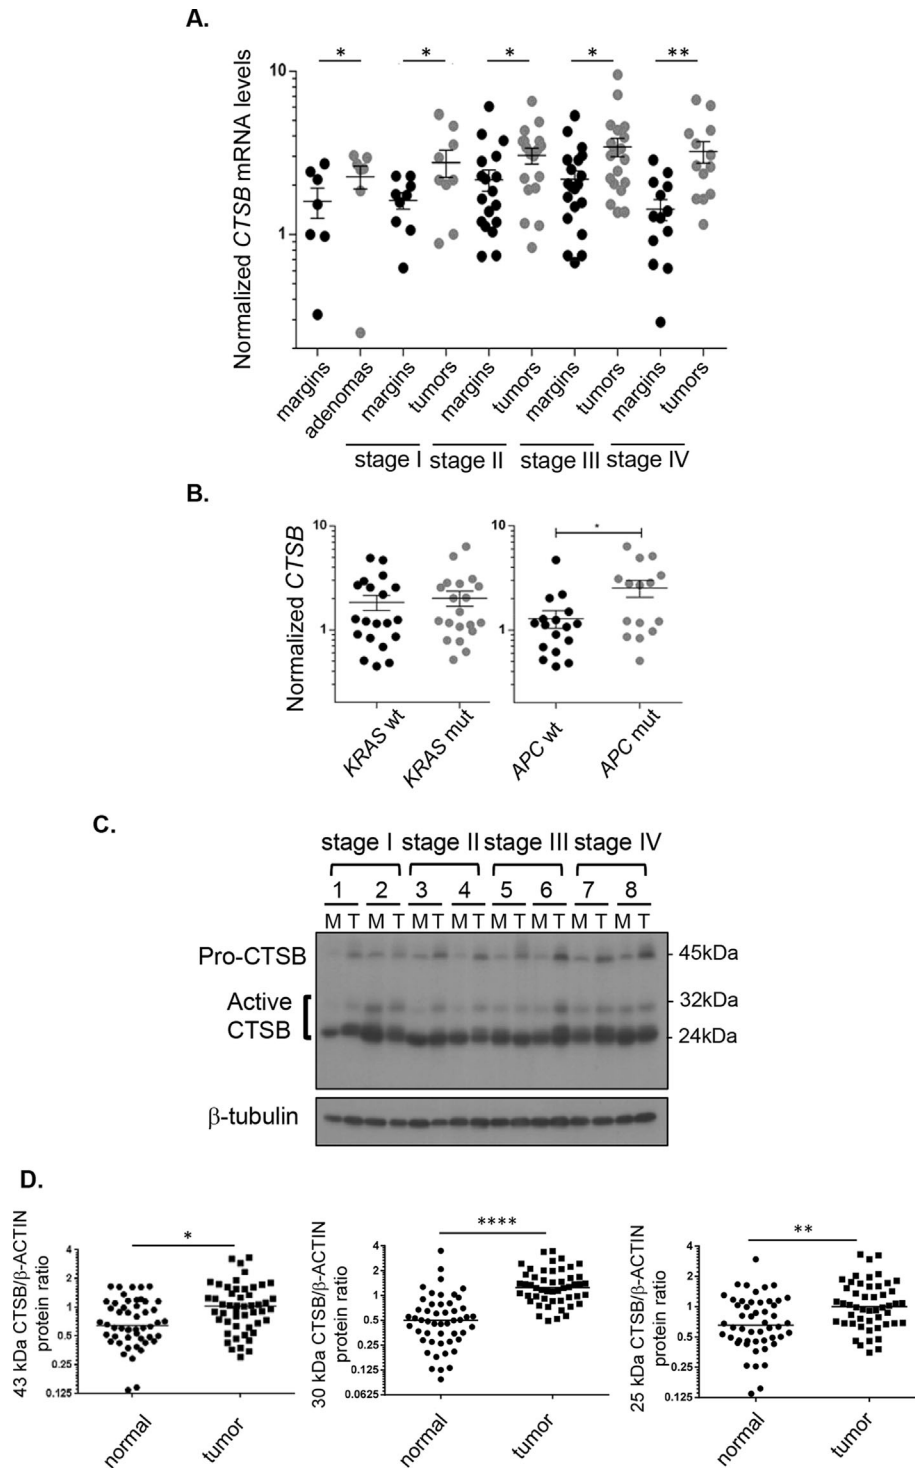 A.
* * * * **
Normalized CTSB mRNA levels
10
1
margins
adenomas
margins
tumors
margins
tumors
margins
tumors
margins
tumors
stage I stage II stage III stage IV
B.
Normalized CTSB
10
1
KRAS wt
KRAS mut
10
1
*
APC wt
APC mut
C.
stage I stage II stage III stage IV
1 2 3 4 5 6 7 8
M T M T M T M T M T M T M T M T
Pro-CTSB
45kDa
Active
CTSB
32kDa
24kDa
β-tubulin
D.
43 kDa CTSB/β-ACTIN
protein ratio
4
2
1
0.5
0.25
0.125
*
normal
tumor
30 kDa CTSB/β-ACTIN
protein ratio
4
2
1
0.5
0.25
0.125
0.0625
****
normal
tumor
25 kDa CTSB/β-ACTIN
protein ratio
4
2
1
0.5
0.25
0.125
**
normal
tumor